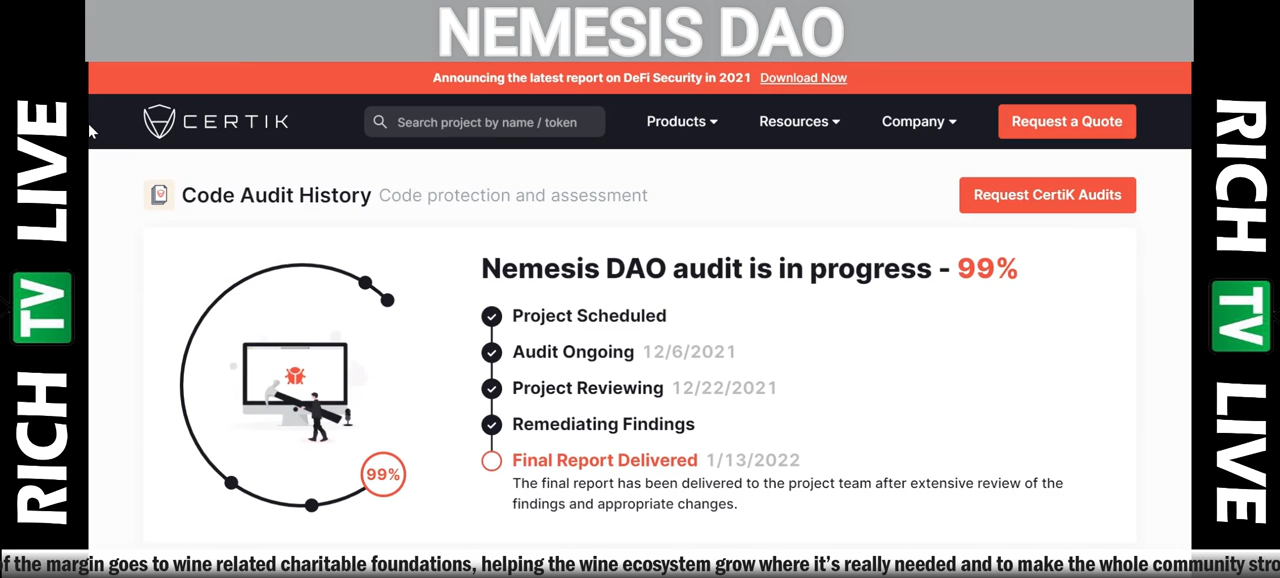 NEMESIS DAO
Announcing the latest report on DeFi Security in 2021 Download Now
CERTIK Search project by name / token Products Resources Company Request a Quote
Code Audit History Code protection and assessment Request CertiK Audits
Nemesis DAO audit is in progress - 99%
Project Scheduled
Audit Ongoing 12/6/2021
Project Reviewing 12/22/2021
Remediating Findings
Final Report Delivered 1/13/2022
The final report has been delivered to the project team after extensive review of the
findings and appropriate changes.
99%
RICH TV LIVE
RICH TV LIVE
of the margin goes to wine related charitable foundations, helping the wine ecosystem grow where it's really needed and to make the whole community stro